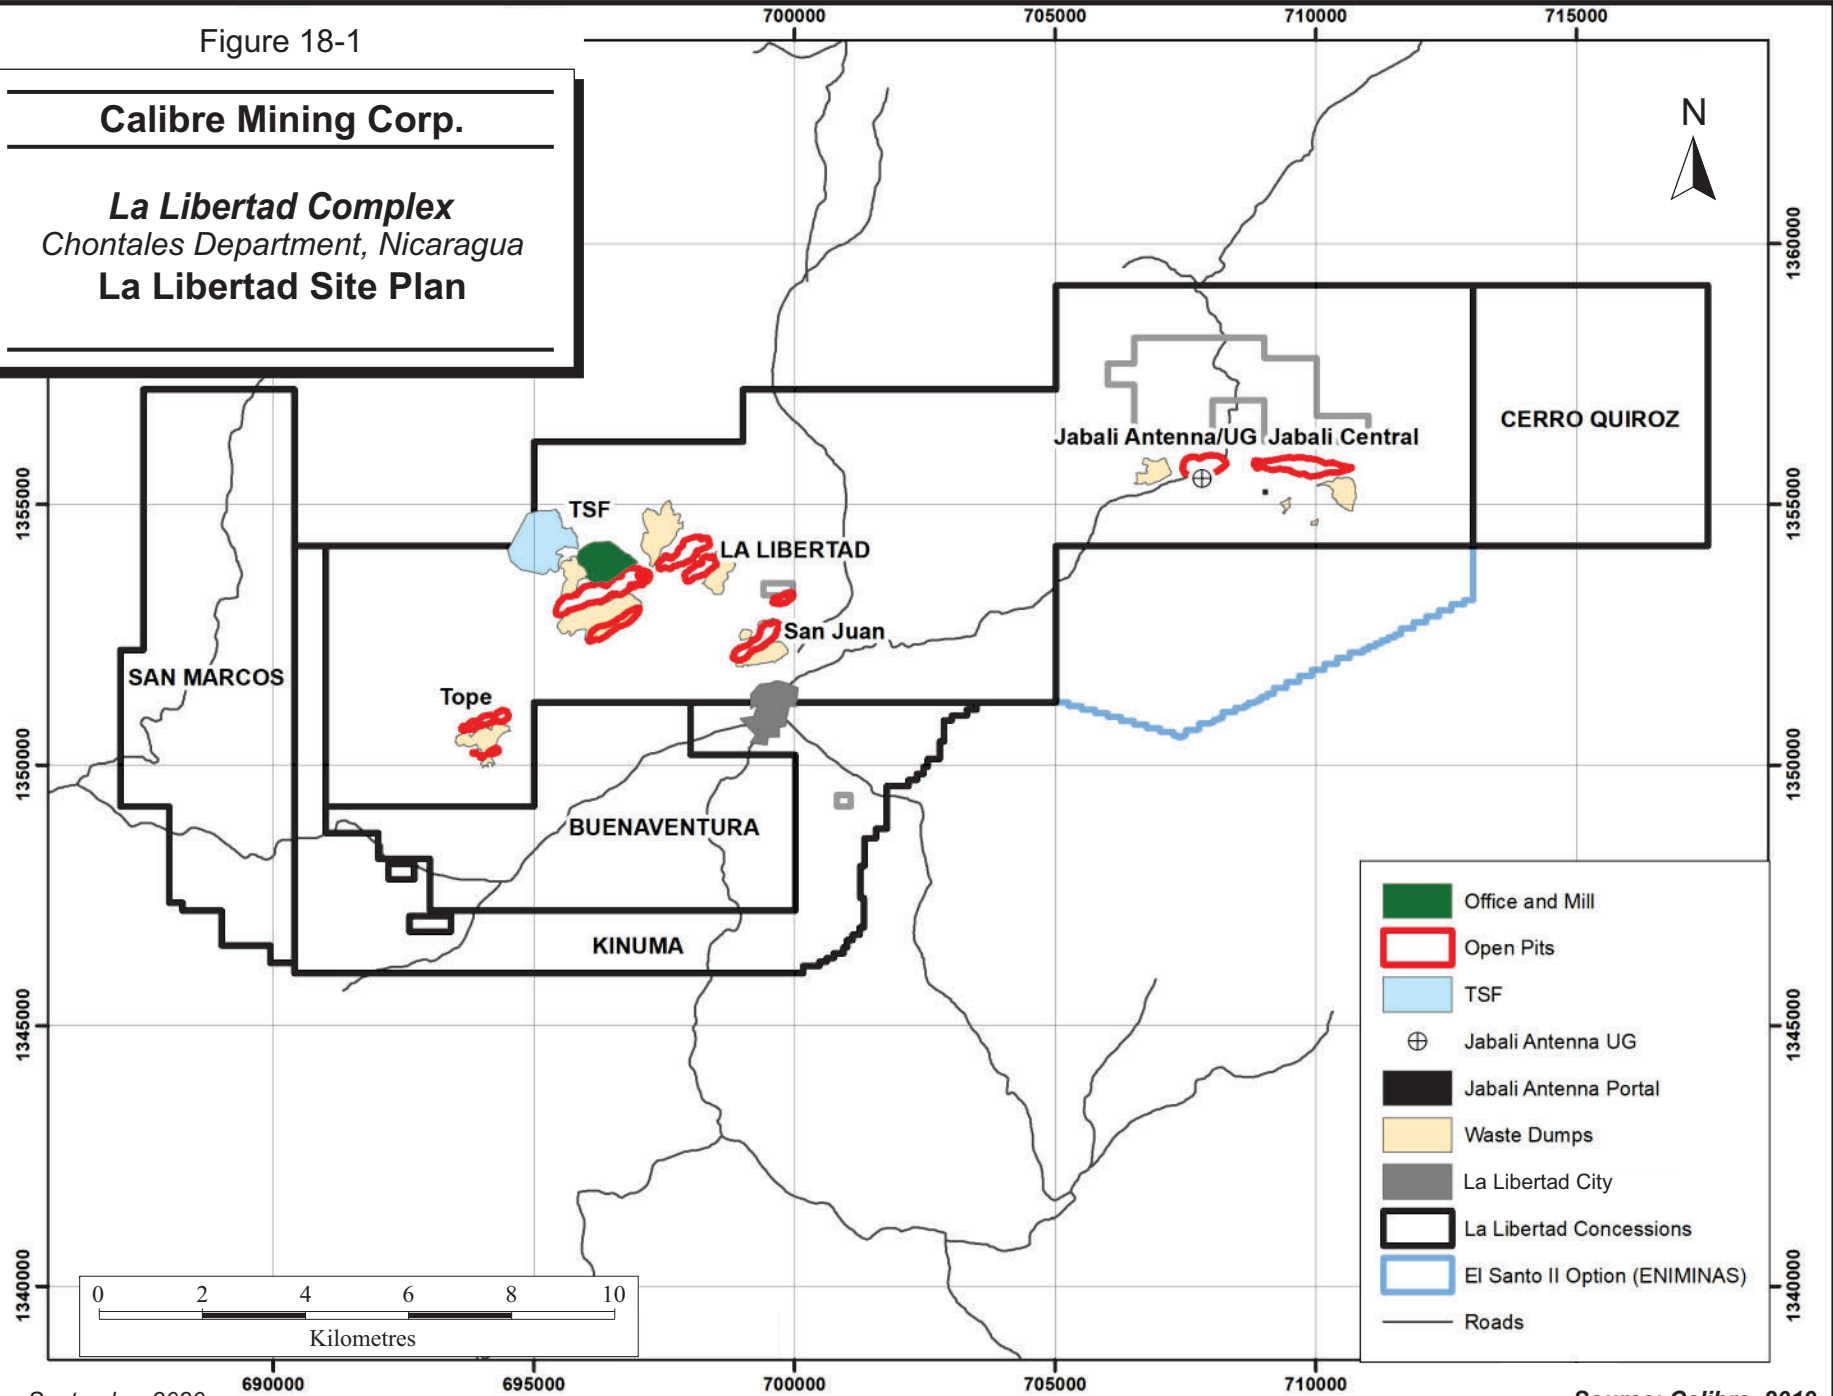 700000
705000
710000
715000
Figure 18-1
Calibre Mining Corp.
La Libertad Complex
Chontales Department, Nicaragua
La Libertad Site Plan
N
1360000
CERRO QUIROZ
Jabali Antenna/UG
Jabali Central
1355000
1355000
TSF
LA LIBERTAD
San Juan
SAN MARCOS
Tope
1350000
1350000
BUENAVENTURA
KINUMA
1345000
1345000
Office and Mill
Open Pits
TSF
Jabali Antenna UG
Jabali Antenna Portal
Waste Dumps
La Libertad City
La Libertad Concessions
El Santo II Option (ENIMINAS)
Roads
1340000
1340000
0 2 4 6 8 10
Kilometres
690000
695000
700000
705000
710000